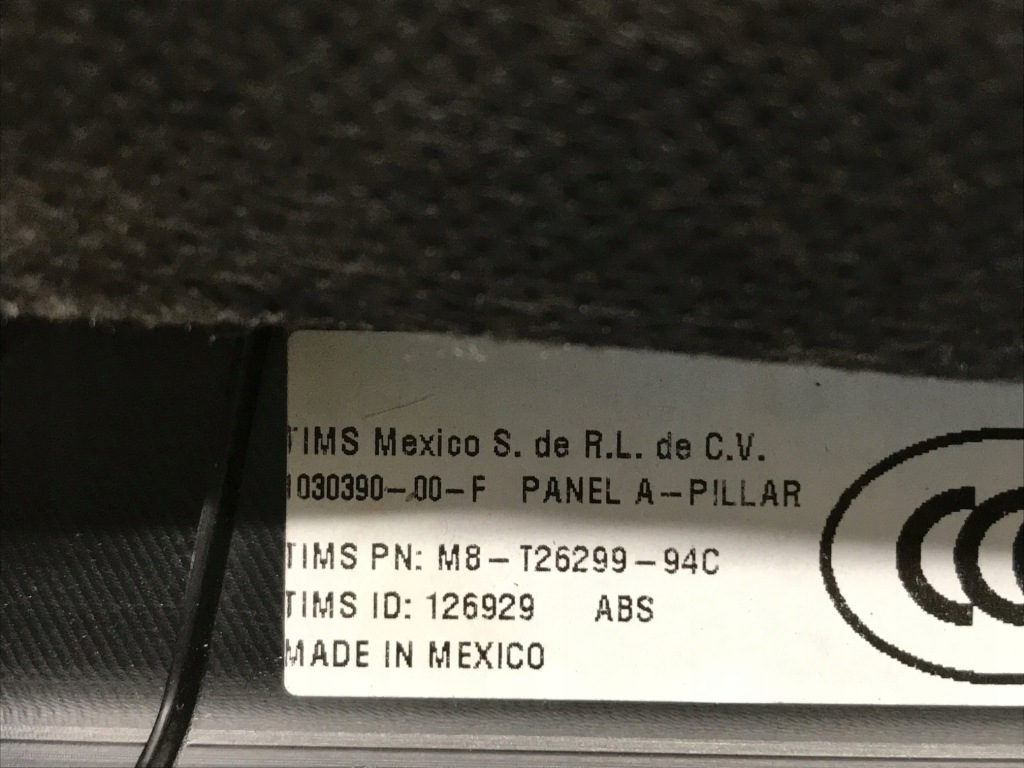 TIMS Mexico S. de R.L. de C.V.
1030390-00-F PANEL A-PILLAR
TIMS PN: M8-T26299-94C
TIMS ID: 126929 ABS
MADE IN MEXICO